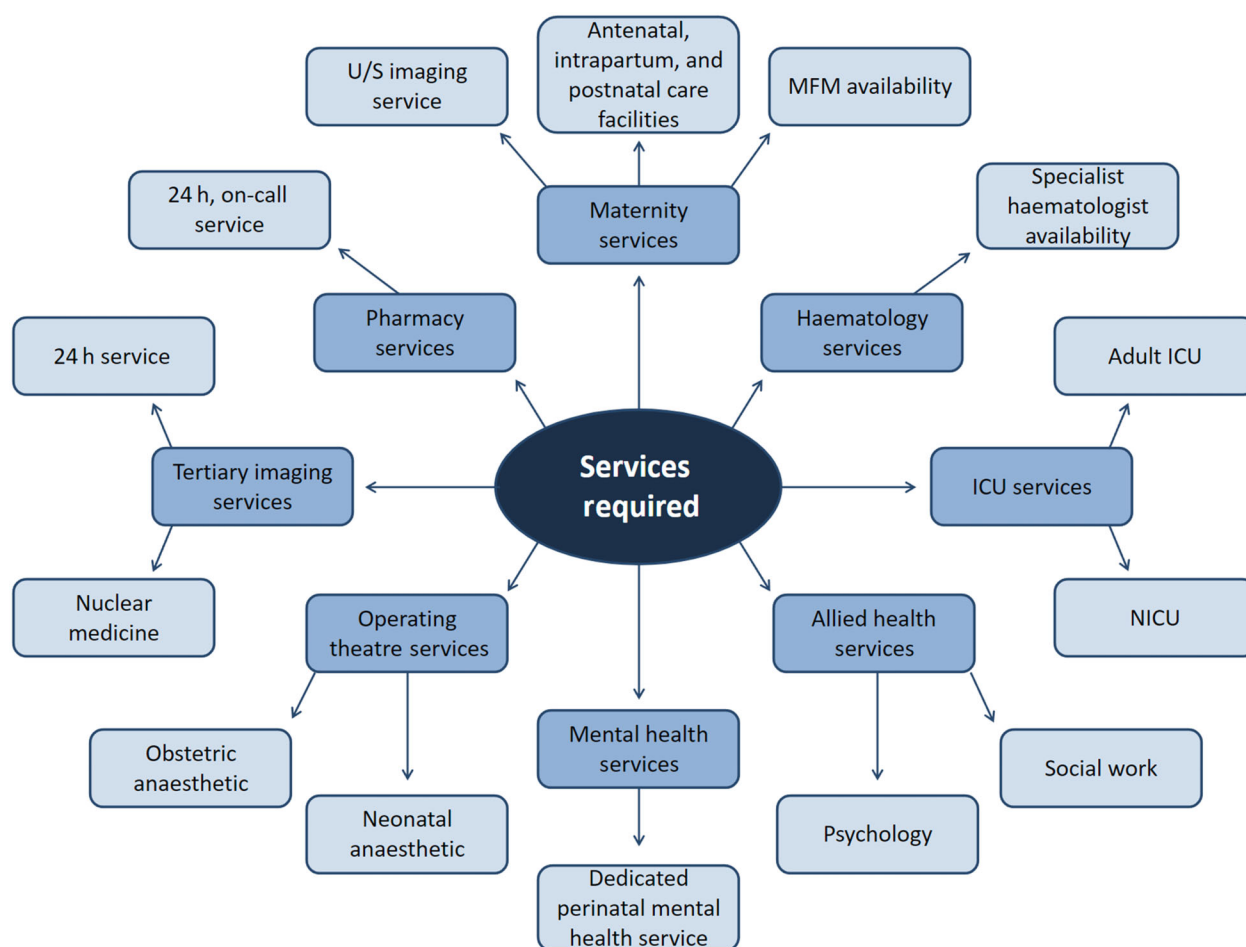 Antenatal,
intrapartum, and
postnatal care
facilities
U/S imaging
service
MFM availability
24 h, on-call
service
Maternity
services
Specialist
haematologist
availability
Pharmacy
services
Haematology
services
24 h service
Adult ICU
Tertiary imaging
services
Services
required
ICU services
Nuclear
medicine
Operating
theatre services
Allied health
services
NICU
Obstetric
anaesthetic
Mental health
services
Social work
Neonatal
anaesthetic
Psychology
Dedicated
perinatal mental
health service